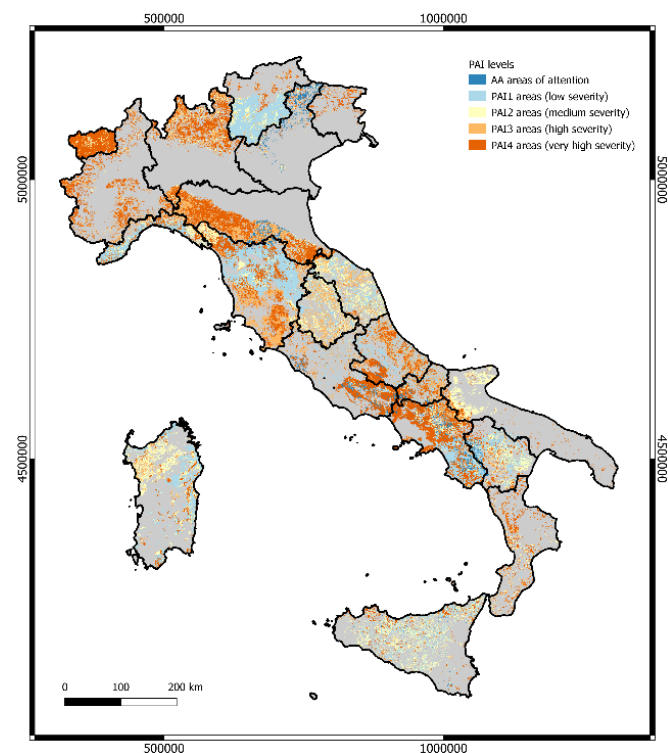 500000 1000000
PAI levels
AA areas of attention
PAI1 areas (low severity)
PAI2 areas (medium severity)
PAI3 areas (high severity)
PAI4 areas (very high severity)
5000000 5000000
4500000 4500000
0 100 200 km
500000 1000000